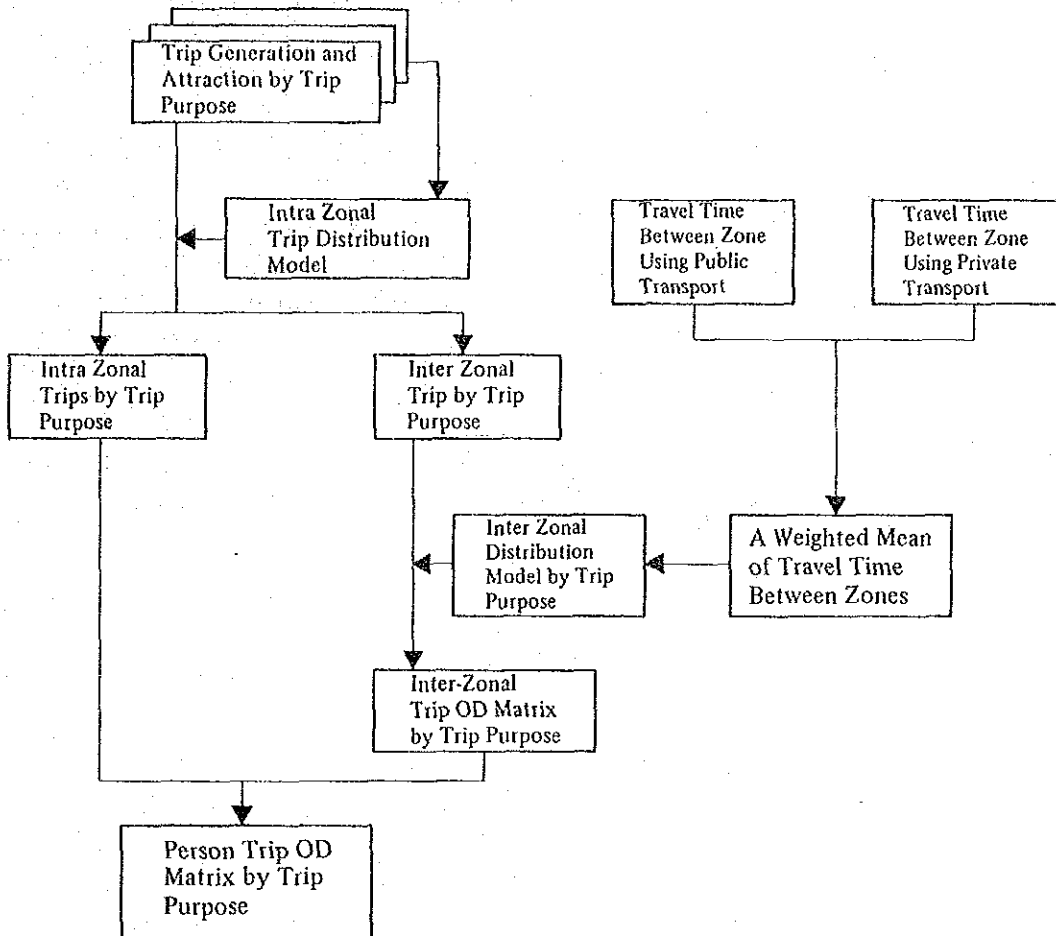 Trip Generation and
Attraction by Trip
Purpose
Intra Zonal
Trip Distribution
Model
Travel Time
Between Zone
Using Public
Transport
Travel Time
Between Zone
Using Private
Transport
Intra Zonal
Trips by Trip
Purpose
Inter Zonal
Trip by Trip
Purpose
Inter Zonal
Distribution
Model by Trip
Purpose
A Weighted Mean
of Travel Time
Between Zones
Inter-Zonal
Trip OD Matrix
by Trip Purpose
Person Trip OD
Matrix by Trip
Purpose